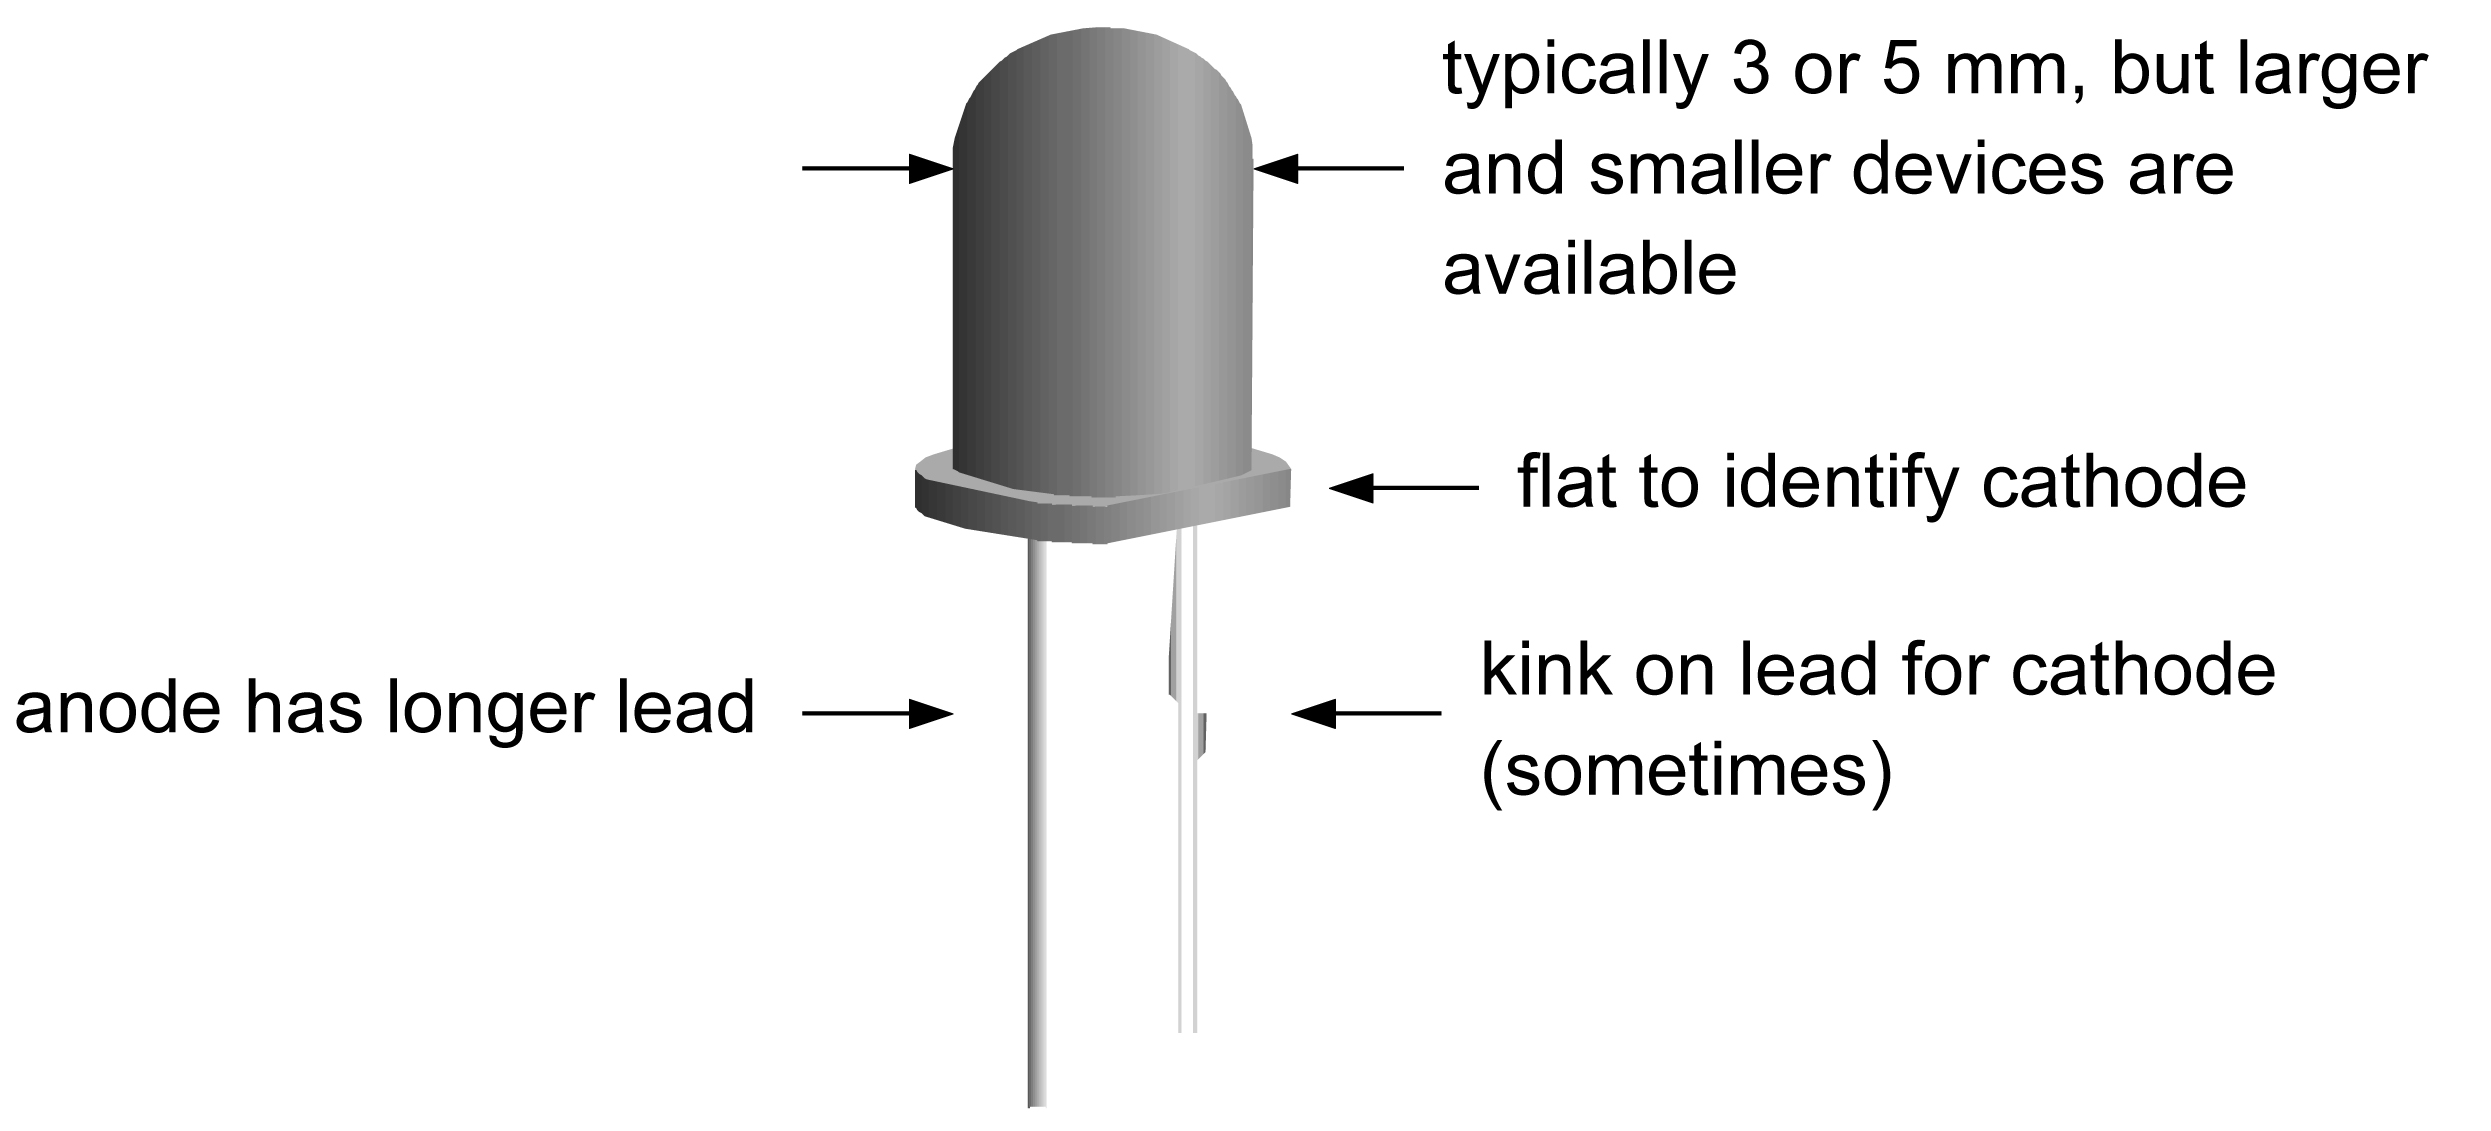 typically 3 or 5 mm, but larger
and smaller devices are
available
flat to identify cathode
kink on lead for cathode
(sometimes)
anode has longer lead